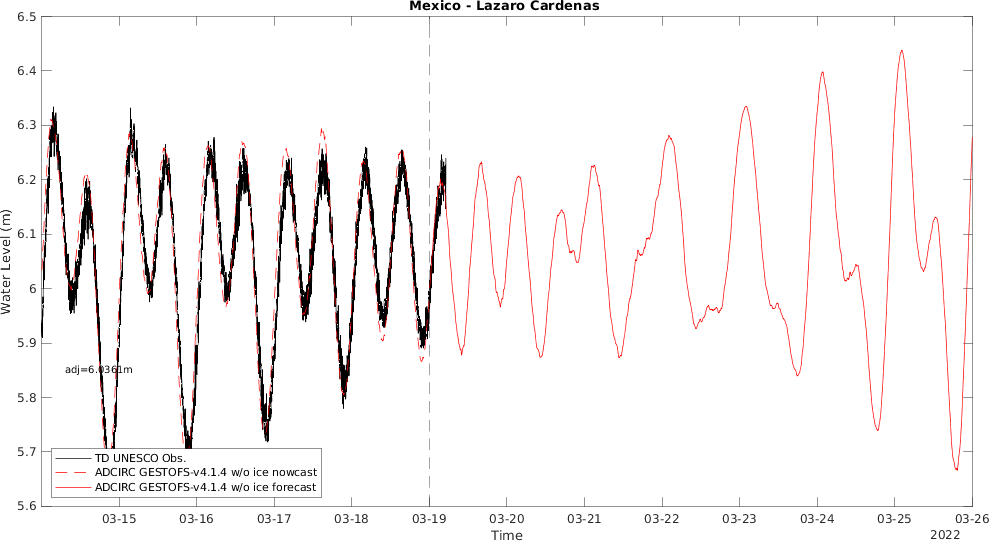 Mexico - Lazaro Cardenas
6.5
6.4
6.3
6.2
6.1
6
5.9
5.8
5.7
5.6
Water Level (m)
adj=6.0361m
TD UNESCO Obs.
ADCIRC GESTOFS-v4.1.4 w/o ice nowcast
ADCIRC GESTOFS-v4.1.4 w/o ice forecast
03-15 03-16 03-17 03-18 03-19 03-20 03-21 03-22 03-23 03-24 03-25 03-26
Time
2022